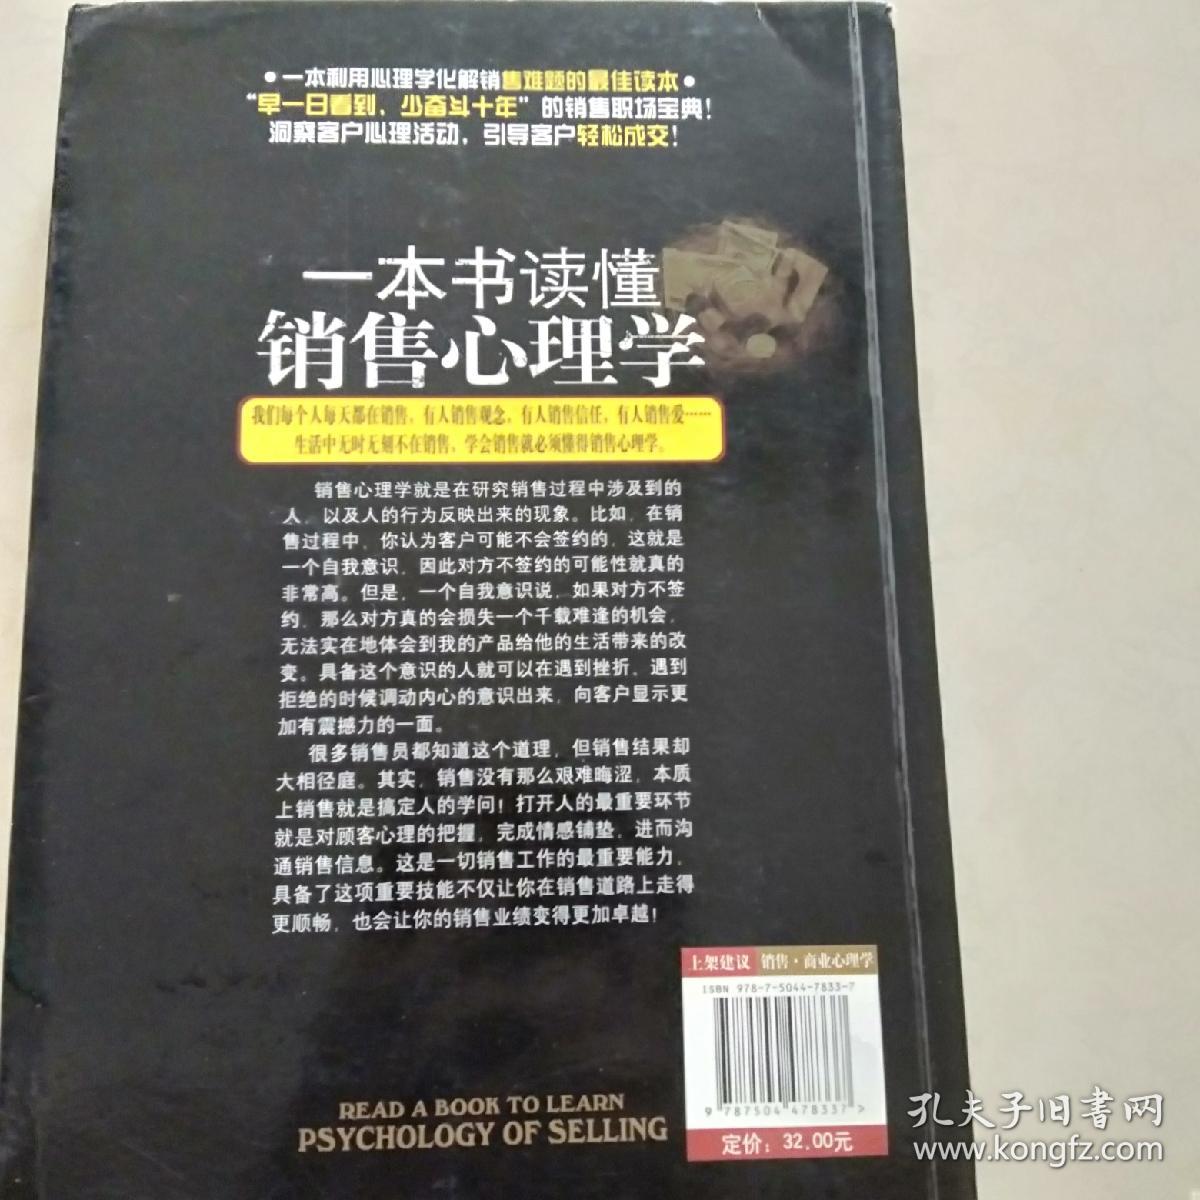 •一本利用心理学化解销售难题的最佳读本•
“早一日看到，少奋斗十年”的销售职场宝典！
洞察客户心理活动，引导客户轻松成交！
一本书读懂
销售心理学
我们每个人每天都在销售，有人销售观念，有人销售信任，有人销售爱……
生活中无时无刻不在销售，学会销售就必须懂得销售心理学。
销售心理学就是在研究销售过程中涉及到的
人，以及人的行为反映出来的现象。比如，在销
售过程中，你认为客户可能不会签约的，这就是
一个自我意识，因此对方不签约的可能性就真的
非常高。但是，一个自我意识说，如果对方不签
约，那么对方真的会损失一个千载难逢的机会，
无法实在地体会到我的产品给他的生活带来的改
变。具备这个意识的人就可以在遇到挫折，遇到
拒绝的时候调动内心的意识出来，向客户显示更
加有震撼力的一面。
很多销售员都知道这个道理，但销售结果却
大相径庭。其实，销售没有那么艰难晦涩，本质
上销售就是搞定人的学问！打开人的最重要环节
就是对顾客心理的把握，完成情感铺垫，进而沟
通销售信息。这是一切销售工作的最重要能力，
具备了这项重要技能不仅让你在销售道路上走得
更顺畅，也会让你的销售业绩变得更加卓越！
上架建议 销售·商业心理学
ISBN 978-7-5044-7833-7
9 787504 478337 >
定价：32.00元
READ A BOOK TO LEARN
PSYCHOLOGY OF SELLING
孔夫子旧书网
www.kongfz.com